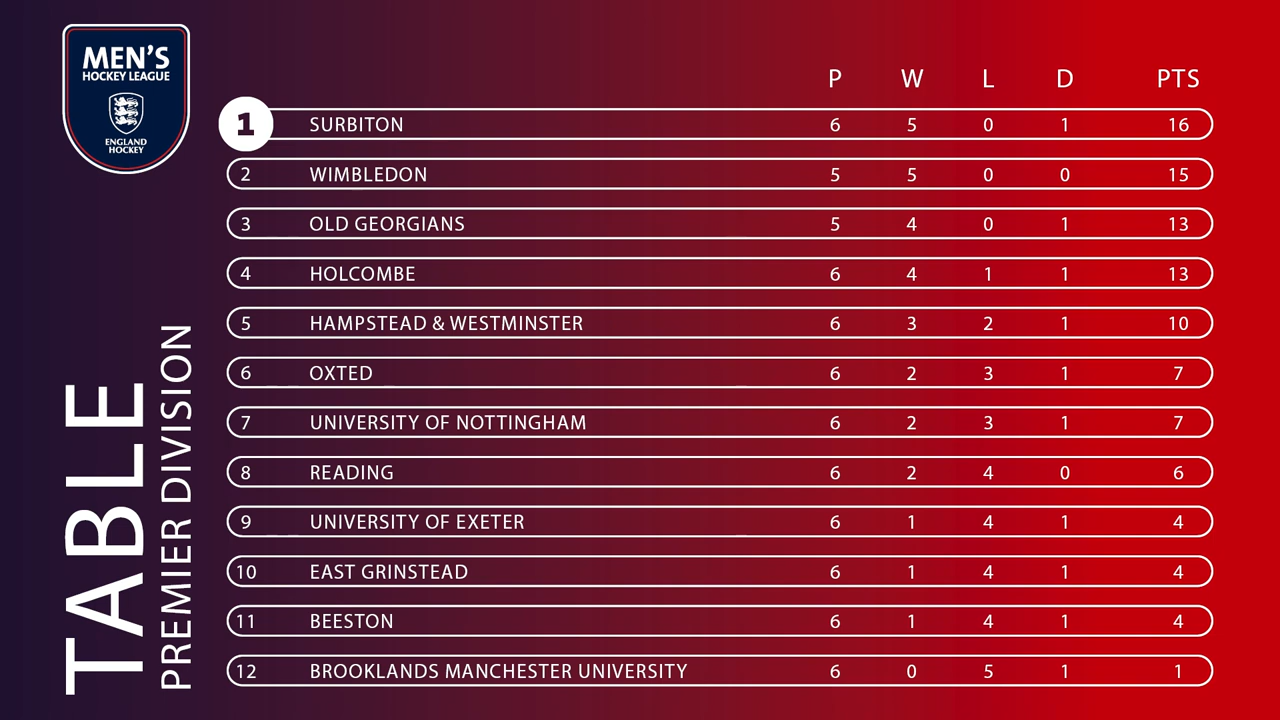 MEN'S
HOCKEY LEAGUE
ENGLAND
HOCKEY
TABLE
PREMIER DIVISION
P W L D PTS
1 SURBITON 6 5 0 1 16
2 WIMBLEDON 5 5 0 0 15
3 OLD GEORGIANS 5 4 0 1 13
4 HOLCOMBE 6 4 1 1 13
5 HAMPSTEAD & WESTMINSTER 6 3 2 1 10
6 OXTED 6 2 3 1 7
7 UNIVERSITY OF NOTTINGHAM 6 2 3 1 7
8 READING 6 2 4 0 6
9 UNIVERSITY OF EXETER 6 1 4 1 4
10 EAST GRINSTEAD 6 1 4 1 4
11 BEESTON 6 1 4 1 4
12 BROOKLANDS MANCHESTER UNIVERSITY 6 0 5 1 1